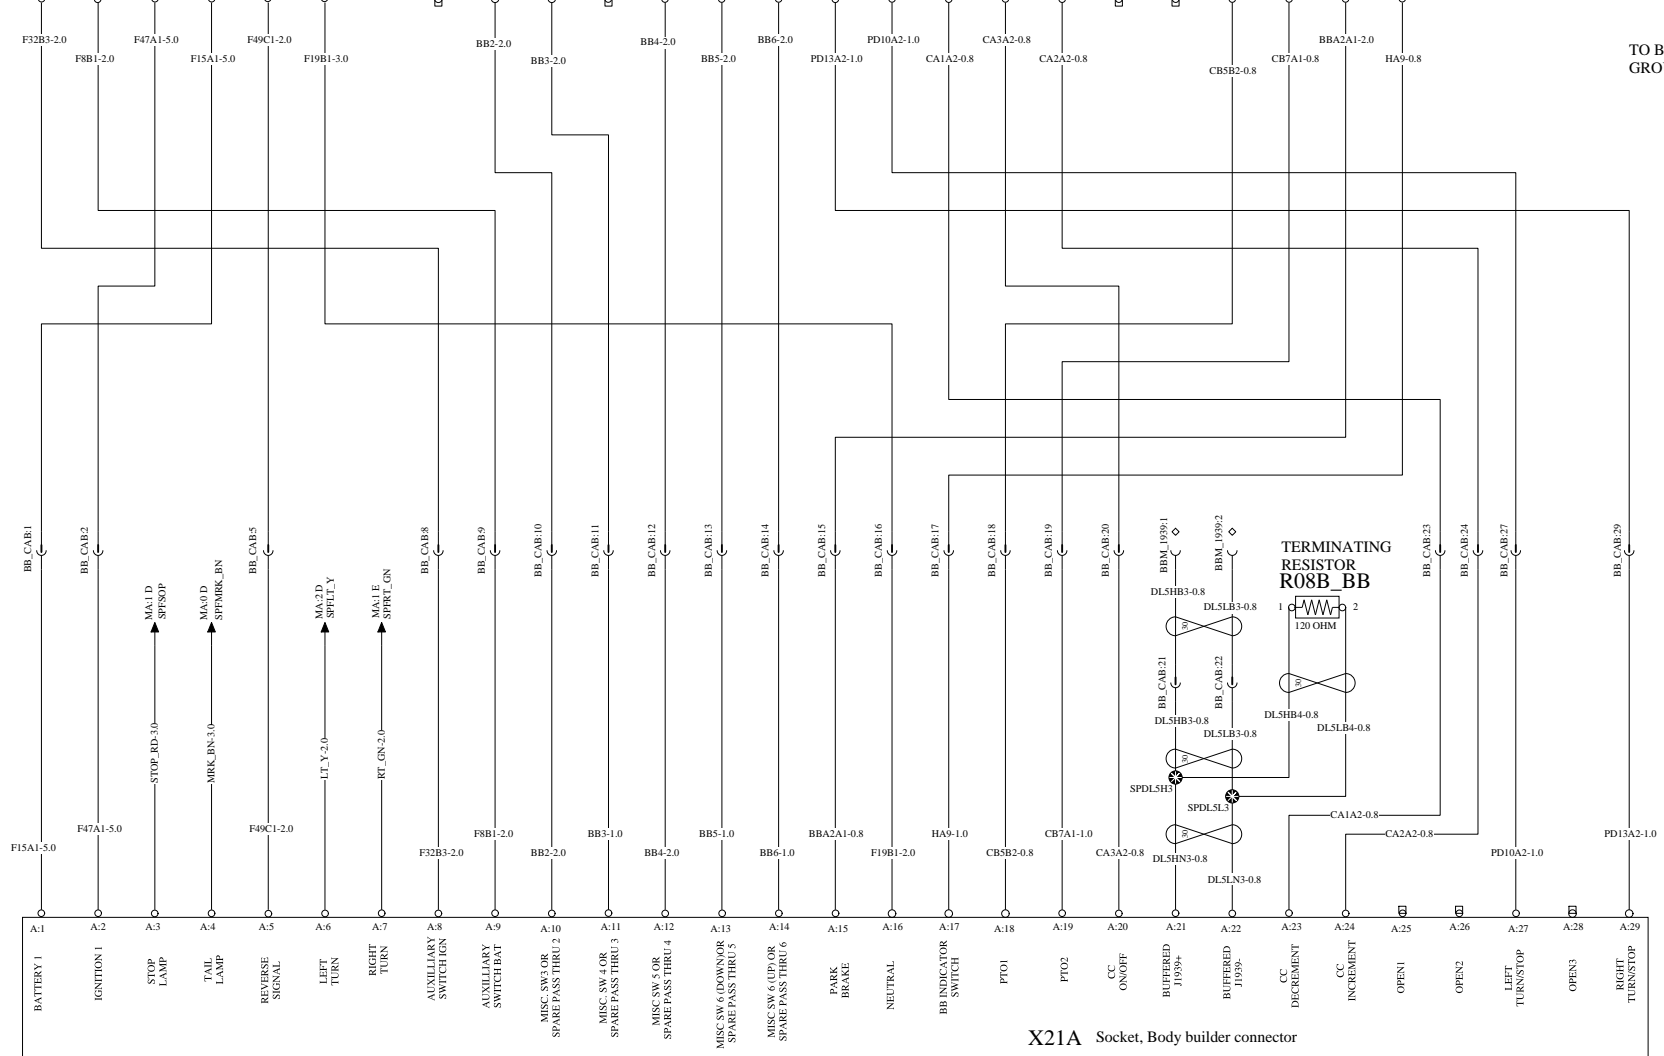 F32B3-2.0
F47A1-5.0
F49C1-2.0
BB2-2.0
BB4-2.0
BB6-2.0
PD10A2-1.0
CA3A2-0.8
BBA2A1-2.0
F8B1-2.0
F15A1-5.0
F19B1-3.0
BB3-2.0
BB5-2.0
PD13A2-1.0
CA1A2-0.8
CA2A2-0.8
CB5B2-0.8
CB7A1-0.8
HA9-0.8
TO B
GRO
BB_CAB:1
BB_CAB:2
BB_CAB:5
BB_CAB:8
BB_CAB:9
BB_CAB:10
BB_CAB:11
BB_CAB:12
BB_CAB:13
BB_CAB:14
BB_CAB:15
BB_CAB:16
BB_CAB:17
BB_CAB:18
BB_CAB:19
BB_CAB:20
BBM_1939:1
BBM_1939:2
BB_CAB:23
BB_CAB:24
BB_CAB:27
BB_CAB:29
TERMINATING
RESISTOR
R08B_BB
1
2
120 OHM
MA:1 D
SPFSOP
MA:0 D
SPFMRK_BN
MA:2 D
SPFLT_Y
MA:1 E
SPFRT_GN
DL5HB3-0.8
DL5LB3-0.8
30
BB_CAB:21
BB_CAB:22
30
DL5HB3-0.8
DL5LB3-0.8
DL5HB4-0.8
DL5LB4-0.8
30
SPDL5H3
SPDL5L3
30
DL5HN3-0.8
DL5LN3-0.8
STOP_RD-3.0
MRK_BN-3.0
LT_Y-2.0
RT_GN-2.0
CA1A2-0.8
CA2A2-0.8
F15A1-5.0
F47A1-5.0
F49C1-2.0
F32B3-2.0
F8B1-2.0
BB2-2.0
BB3-1.0
BB4-2.0
BB5-1.0
BB6-1.0
BBA2A1-0.8
F19B1-2.0
HA9-1.0
CB5B2-0.8
CB7A1-1.0
CA3A2-0.8
PD10A2-1.0
PD13A2-1.0
A:1
A:2
A:3
A:4
A:5
A:6
A:7
A:8
A:9
A:10
A:11
A:12
A:13
A:14
A:15
A:16
A:17
A:18
A:19
A:20
A:21
A:22
A:23
A:24
A:25
A:26
A:27
A:28
A:29
BATTERY 1
IGNITION 1
STOP
LAMP
TAIL
LAMP
REVERSE
SIGNAL
LEFT
TURN
RIGHT
TURN
AUXILLIARY
SWITCH IGN
AUXILLIARY
SWITCH BAT
MISC. SW3 OR
SPARE PASS THRU 2
MISC. SW 4 OR
SPARE PASS THRU 3
MISC SW 5 OR
SPARE PASS THRU 4
MISC SW 6 (DOWN)OR
SPARE PASS THRU 5
MISC SW 6 (UP) OR
SPARE PASS THRU 6
PARK
BRAKE
NEUTRAL
BB INDICATOR
SWITCH
PTO1
PTO2
CC
ON/OFF
BUFFERED
J1939+
BUFFERED
J1939-
CC
DECREMENT
CC
INCREMENT
OPEN1
OPEN2
LEFT
TURN/STOP
OPEN3
RIGHT
TURN/STOP
X21A Socket, Body builder connector